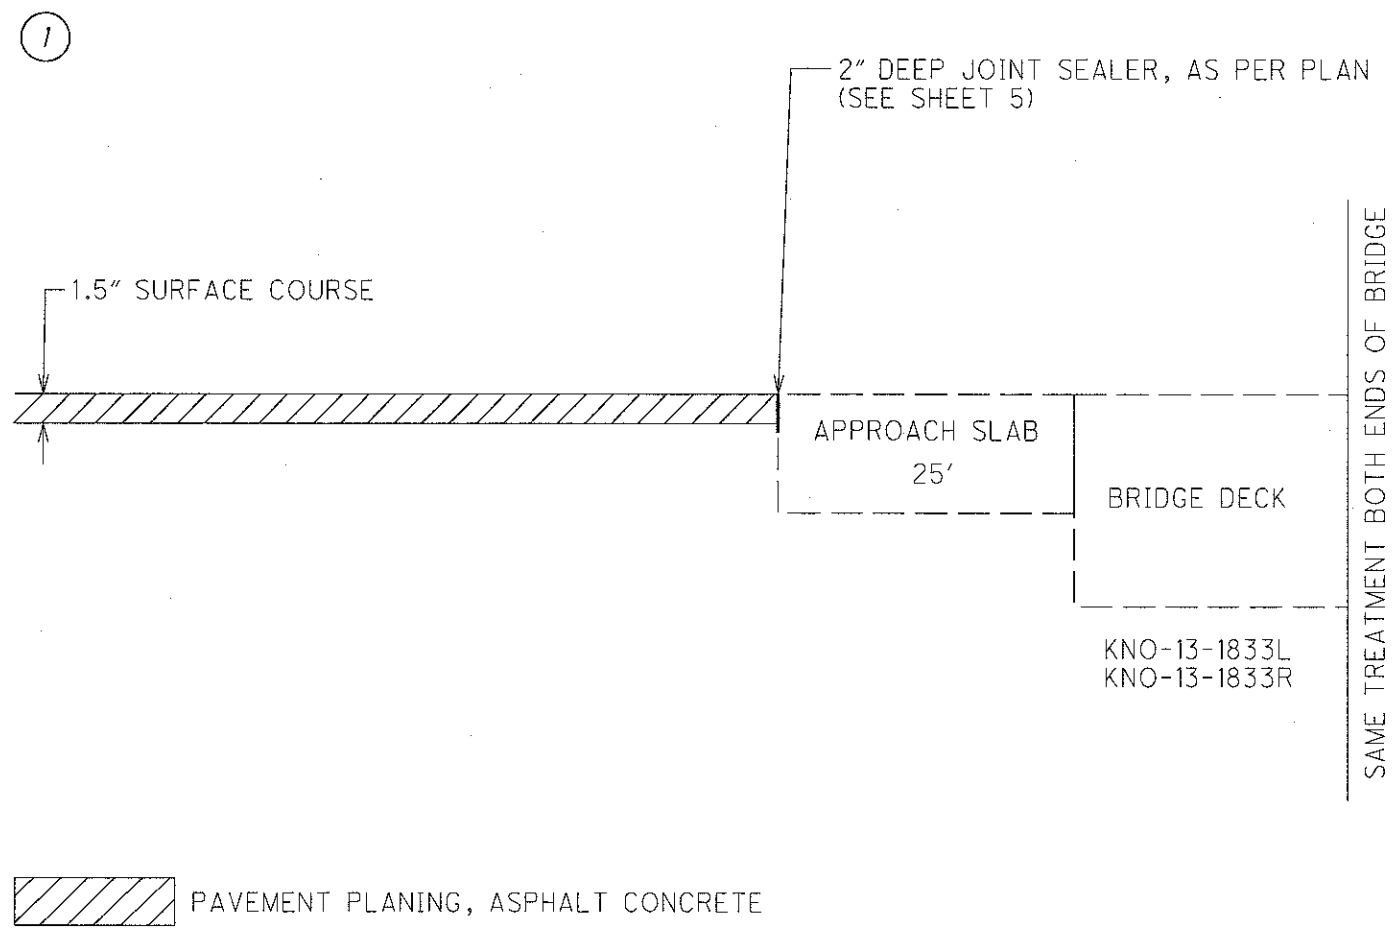 1
2" DEEP JOINT SEALER, AS PER PLAN
(SEE SHEET 5)
1.5" SURFACE COURSE
APPROACH SLAB
25'
BRIDGE DECK
KNO-13-1833L
KNO-13-1833R
SAME TREATMENT BOTH ENDS OF BRIDGE
PAVEMENT PLANING, ASPHALT CONCRETE